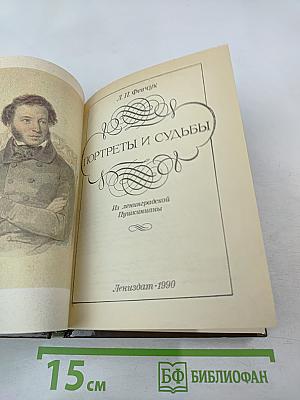 Л. П. Февчук
ПОРТРЕТЫ И СУДЬБЫ
Из ленинградской
Пушкинианы
Лениздат · 1990
15 см
БФ БИБЛИОФАН